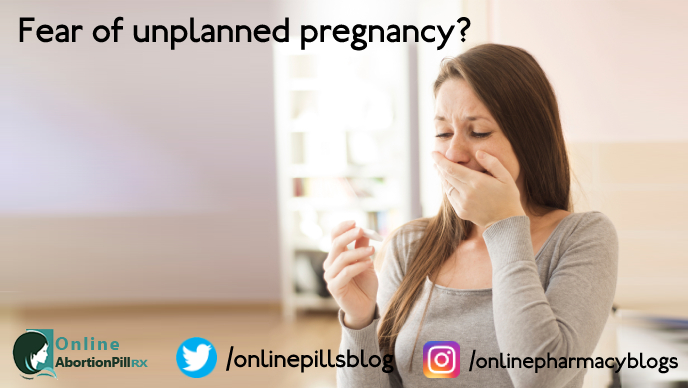 Fear of unplanned pregnancy?
Online
AbortionPillRX
/onlinepillsblog
/onlinepharmacyblogs